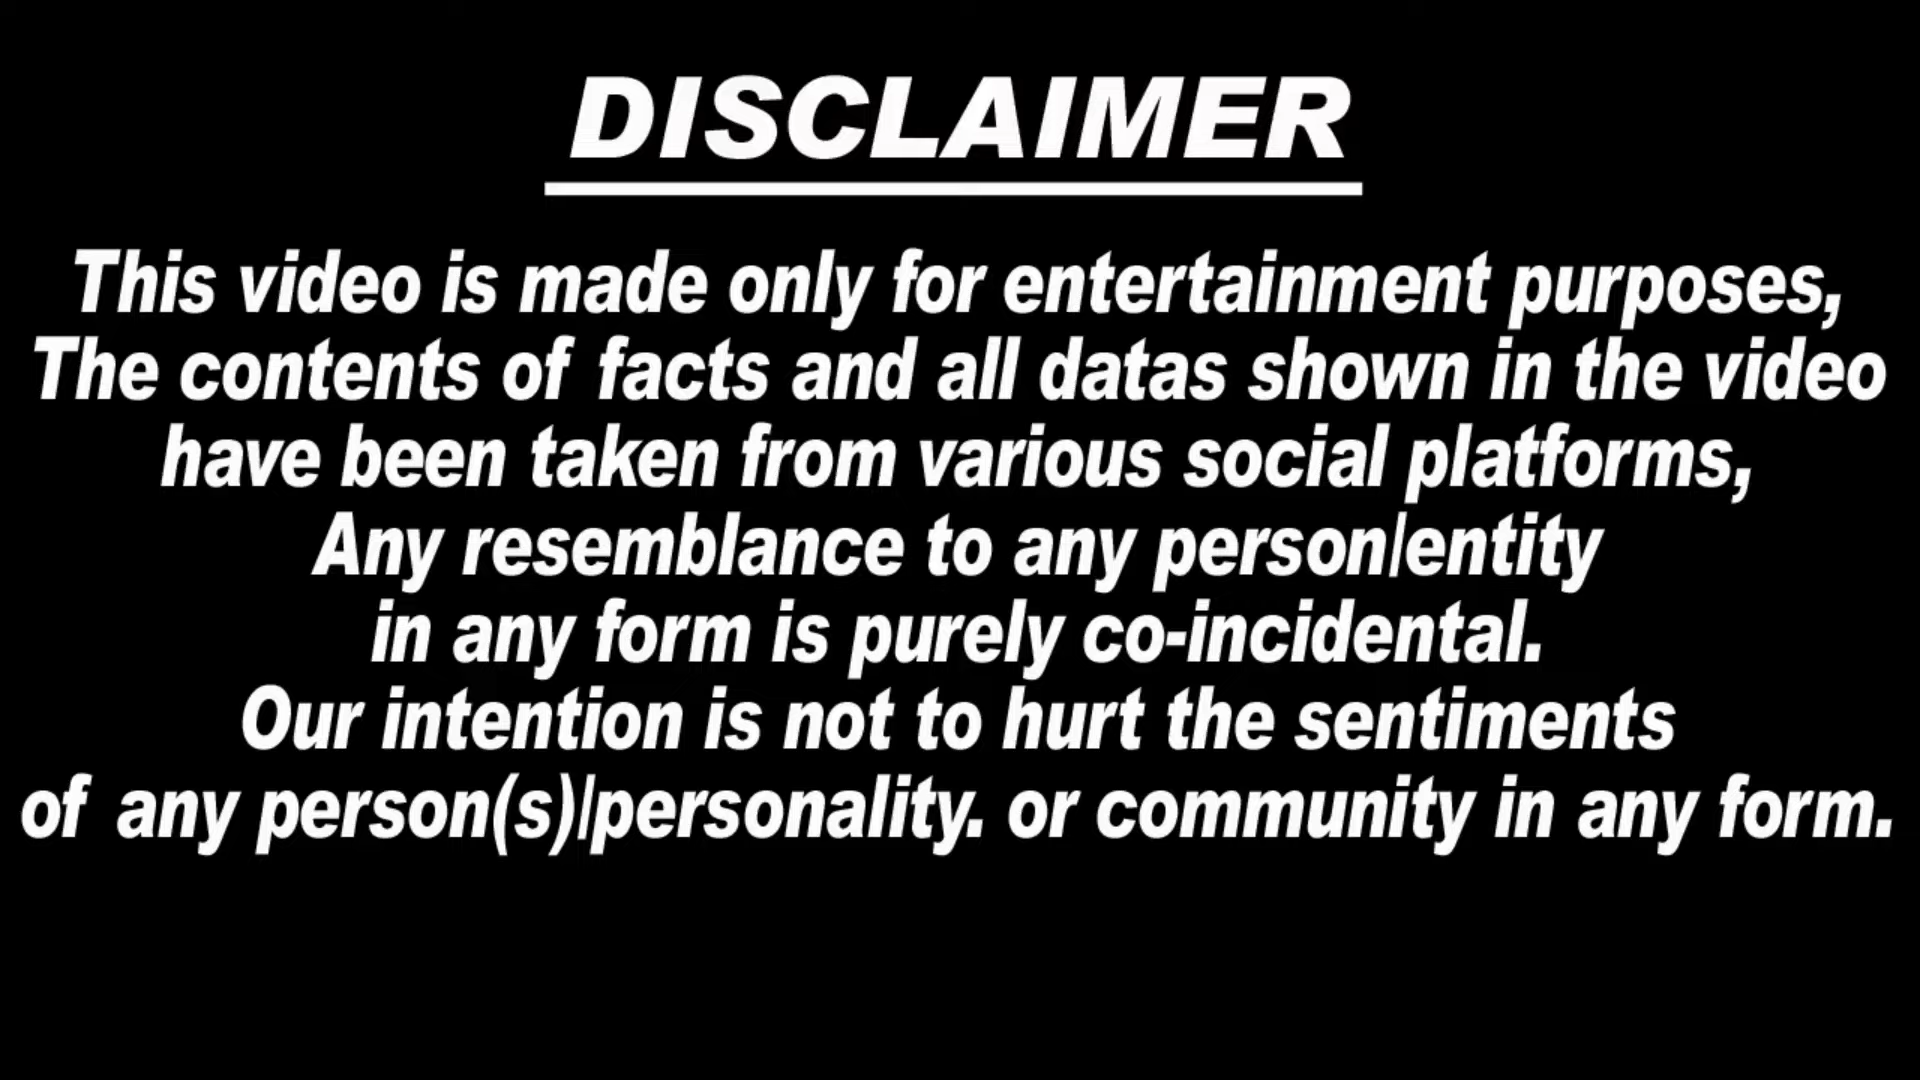 DISCLAIMER
This video is made only for entertainment purposes,
The contents of facts and all datas shown in the video
have been taken from various social platforms,
Any resemblance to any person/entity
in any form is purely co-incidental.
Our intention is not to hurt the sentiments
of any person(s)/personality. or community in any form.